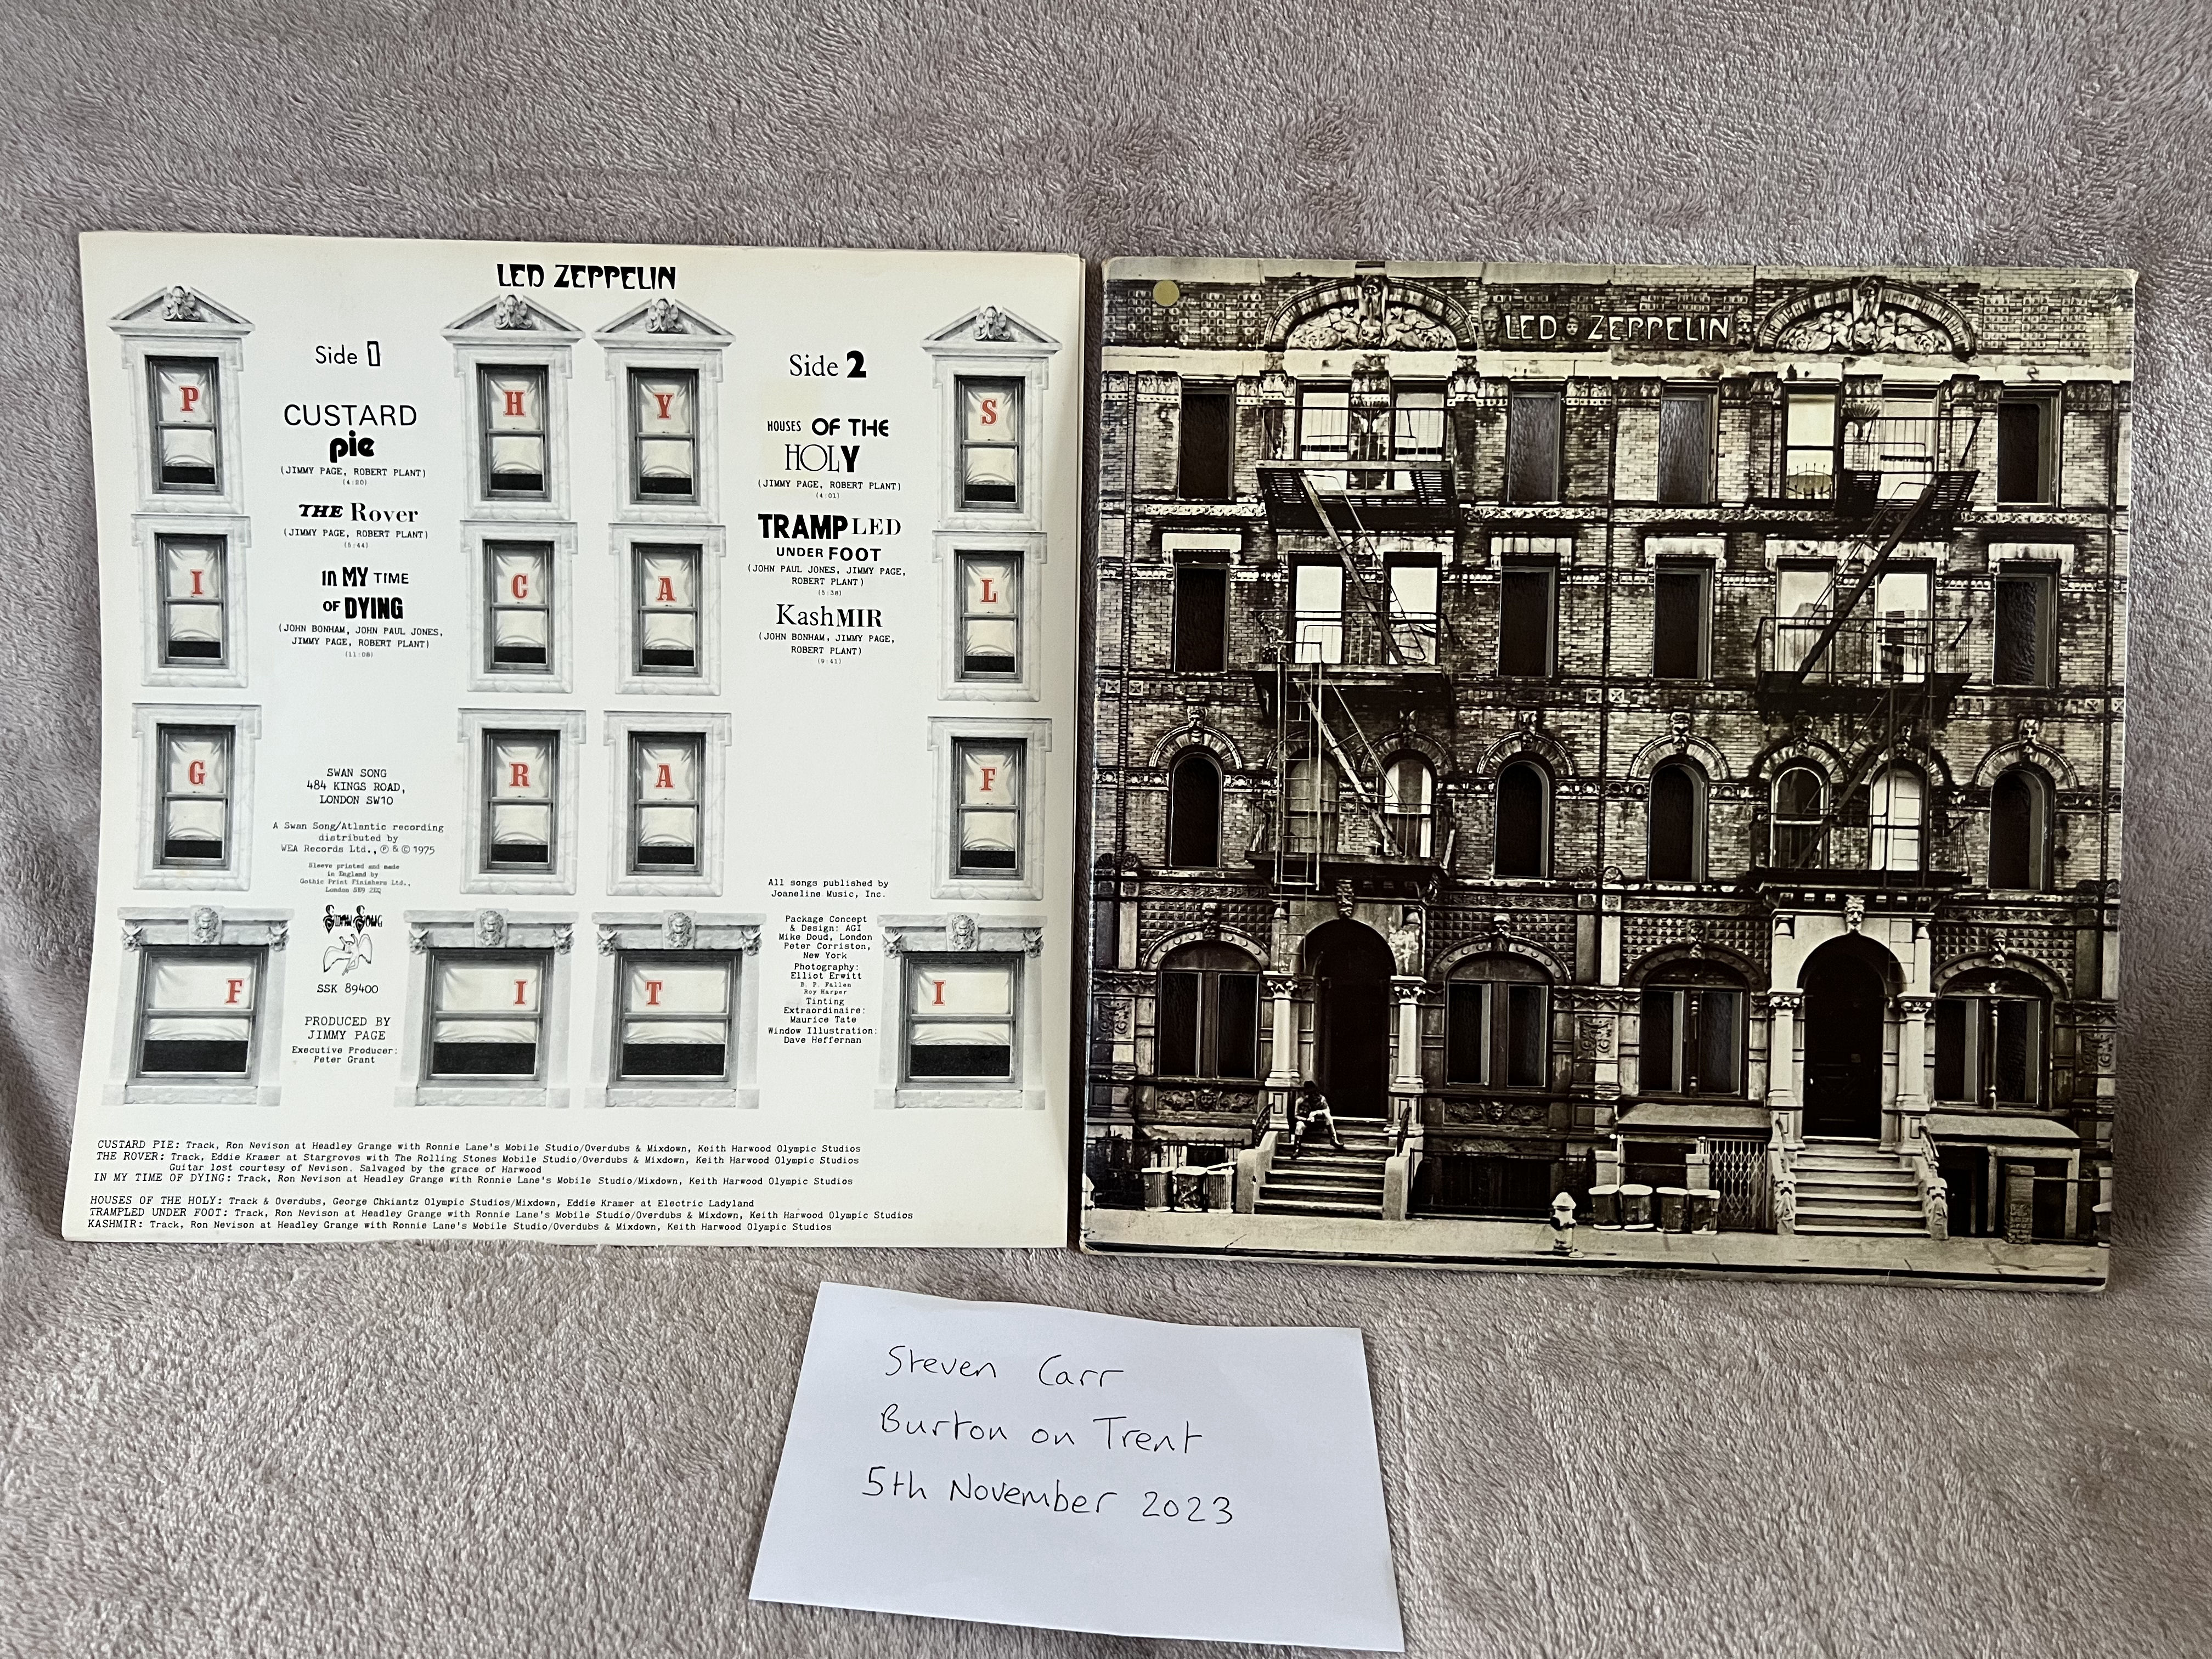 LED ZEPPELIN
P
H
Y
S
I
C
A
L
G
R
A
F
F
I
T
I
Side 1
CUSTARD
pie
(JIMMY PAGE, ROBERT PLANT)
(4:20)
THE Rover
(JIMMY PAGE, ROBERT PLANT)
(5:44)
In MY TIME
OF DYING
(JOHN BONHAM, JOHN PAUL JONES,
JIMMY PAGE, ROBERT PLANT)
(11:08)
SWAN SONG
484 KINGS ROAD,
LONDON SW10
A Swan Song/Atlantic recording
distributed by
WEA Records Ltd., Ⓟ & © 1975
Sleeve printed and made
in England by
Gothic Print Finishers Ltd.,
London SE9 2EQ
Swan Song
SSK 89400
PRODUCED BY
JIMMY PAGE
Executive Producer:
Peter Grant
Side 2
HOUSES OF THE
HOLY
(JIMMY PAGE, ROBERT PLANT)
(4:01)
TRAMPLED
UNDER FOOT
(JOHN PAUL JONES, JIMMY PAGE,
ROBERT PLANT)
(5:38)
KashMIR
(JOHN BONHAM, JIMMY PAGE,
ROBERT PLANT)
(9:41)
All songs published by
Joaneline Music, Inc.
Package Concept
& Design: AGI
Mike Doud, London
Peter Corriston,
New York
Photography:
Elliot Erwitt
B. P. Fallon
Roy Harper
Tinting
Extraordinaire:
Maurice Tate
Window Illustration:
Dave Heffernan
CUSTARD PIE: Track, Ron Nevison at Headley Grange with Ronnie Lane's Mobile Studio/Overdubs & Mixdown, Keith Harwood Olympic Studios
THE ROVER: Track, Eddie Kramer at Stargroves with The Rolling Stones Mobile Studio/Overdubs & Mixdown, Keith Harwood Olympic Studios
Guitar lost courtesy of Nevison. Salvaged by the grace of Harwood
IN MY TIME OF DYING: Track, Ron Nevison at Headley Grange with Ronnie Lane's Mobile Studio/Mixdown, Keith Harwood Olympic Studios
HOUSES OF THE HOLY: Track & Overdubs, George Chkiantz Olympic Studios/Mixdown, Eddie Kramer at Electric Ladyland
TRAMPLED UNDER FOOT: Track, Ron Nevison at Headley Grange with Ronnie Lane's Mobile Studio/Overdubs & Mixdown, Keith Harwood Olympic Studios
KASHMIR: Track, Ron Nevison at Headley Grange with Ronnie Lane's Mobile Studio/Overdubs & Mixdown, Keith Harwood Olympic Studios
LED ZEPPELIN
Steven Carr
Burton on Trent
5th November 2023